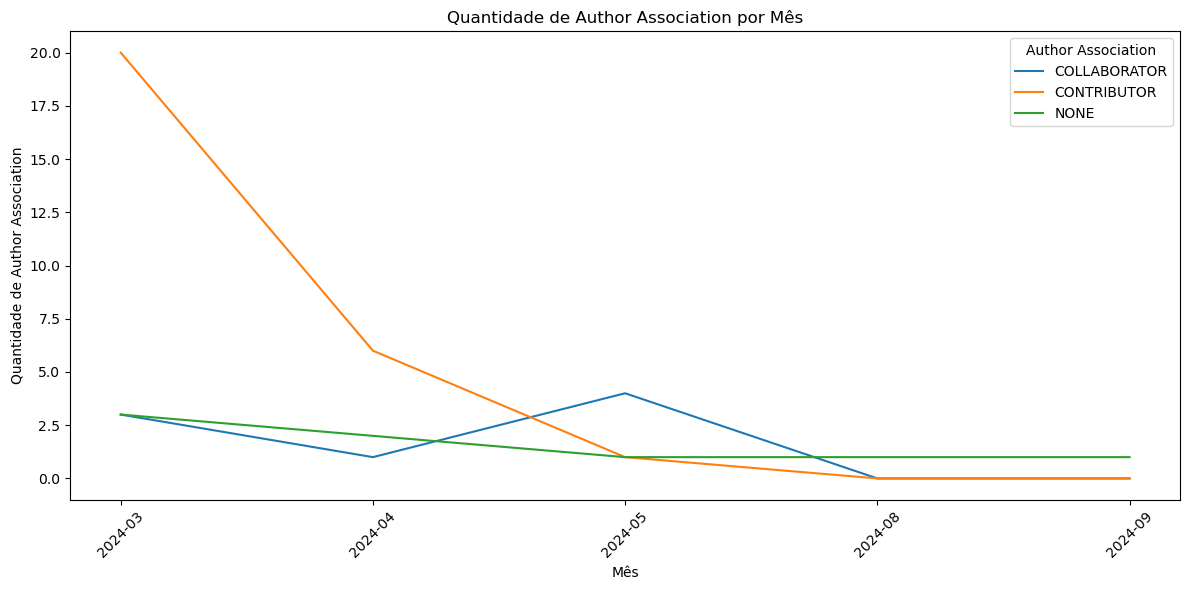 Quantidade de Author Association por Mês
Author Association
COLLABORATOR
CONTRIBUTOR
NONE
Quantidade de Author Association
20.0
17.5
15.0
12.5
10.0
7.5
5.0
2.5
0.0
2024-03
2024-04
2024-05
2024-08
2024-09
Mês